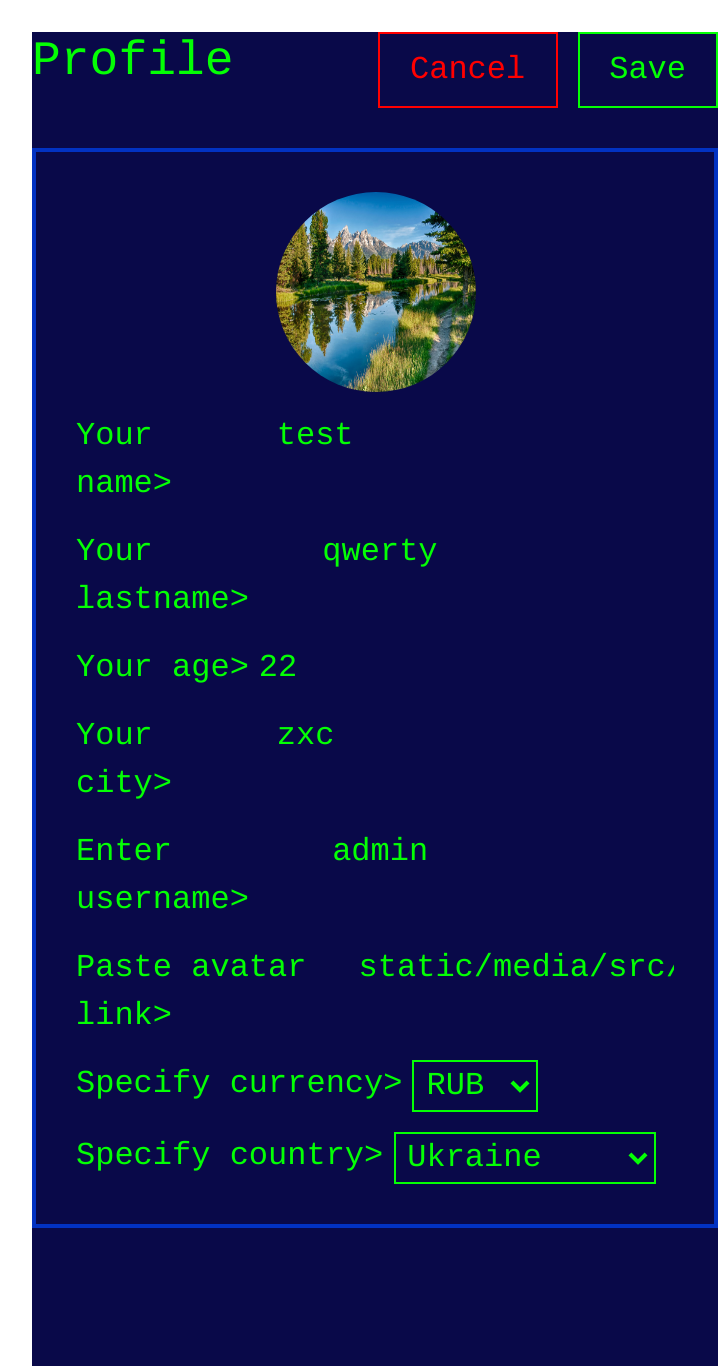 Profile Cancel Save
Your test
name>
Your qwerty
lastname>
Your age> 22
Your zxc
city>
Enter admin
username>
Paste avatar static/media/src/
link>
Specify currency> RUB
Specify country> Ukraine